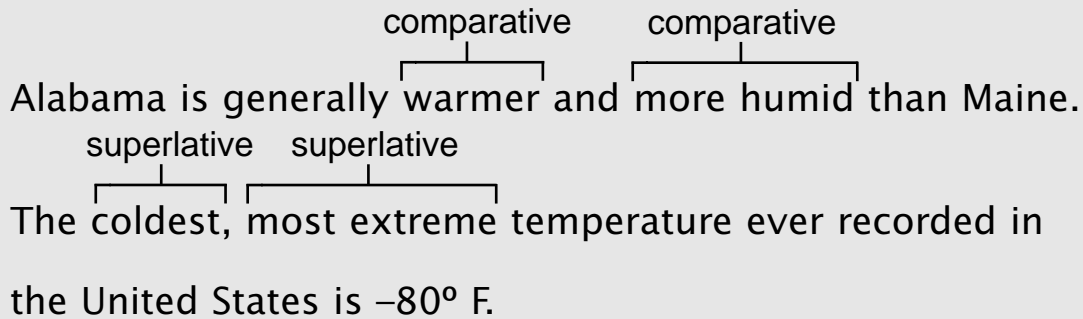 comparative comparative
Alabama is generally warmer and more humid than Maine.
superlative superlative
The coldest, most extreme temperature ever recorded in
the United States is –80º F.